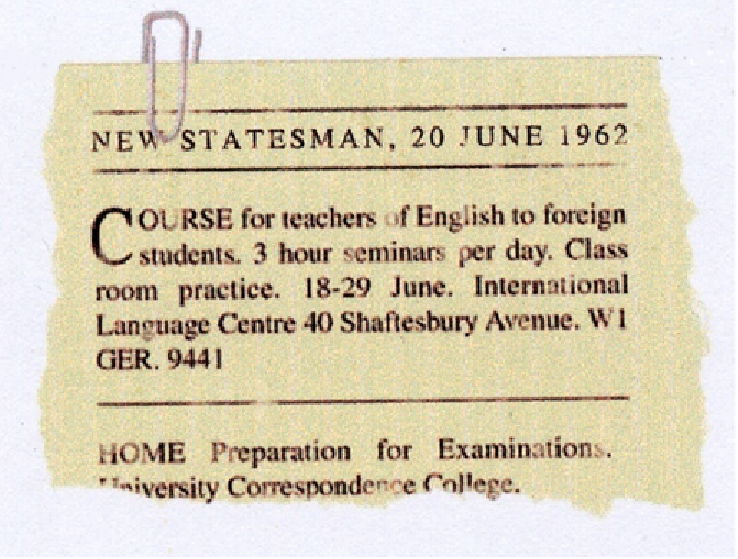 NEW STATESMAN, 20 JUNE 1962
COURSE for teachers of English to foreign
students. 3 hour seminars per day. Class
room practice. 18-29 June. International
Language Centre 40 Shaftesbury Avenue. W1
GER. 9441
HOME Preparation for Examinations.
University Correspondence College.